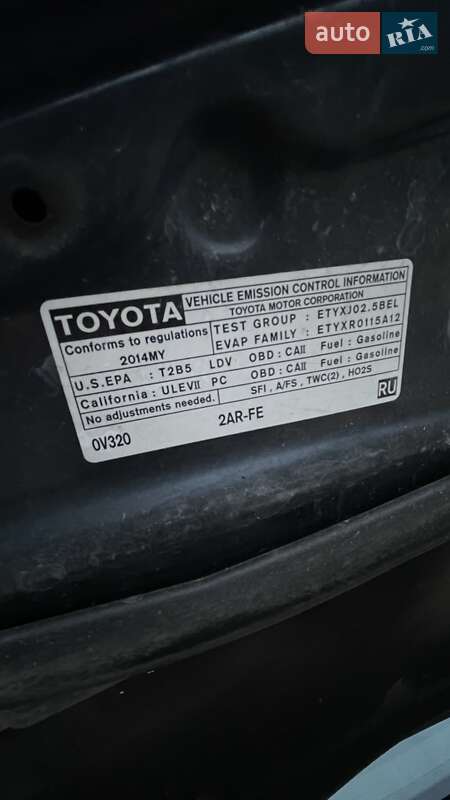 auto RIA
.com
TOYOTA VEHICLE EMISSION CONTROL INFORMATION
TOYOTA MOTOR CORPORATION
Conforms to regulations TEST GROUP : ETYXJ02.5BEL
2014MY EVAP FAMILY : ETYXR0115A12
U.S.EPA : T2B5 LDV OBD : CAII Fuel : Gasoline
California : ULEVII PC OBD : CAII Fuel : Gasoline
No adjustments needed. SFI , A/FS , TWC(2) , HO2S
RU
0V320 2AR-FE